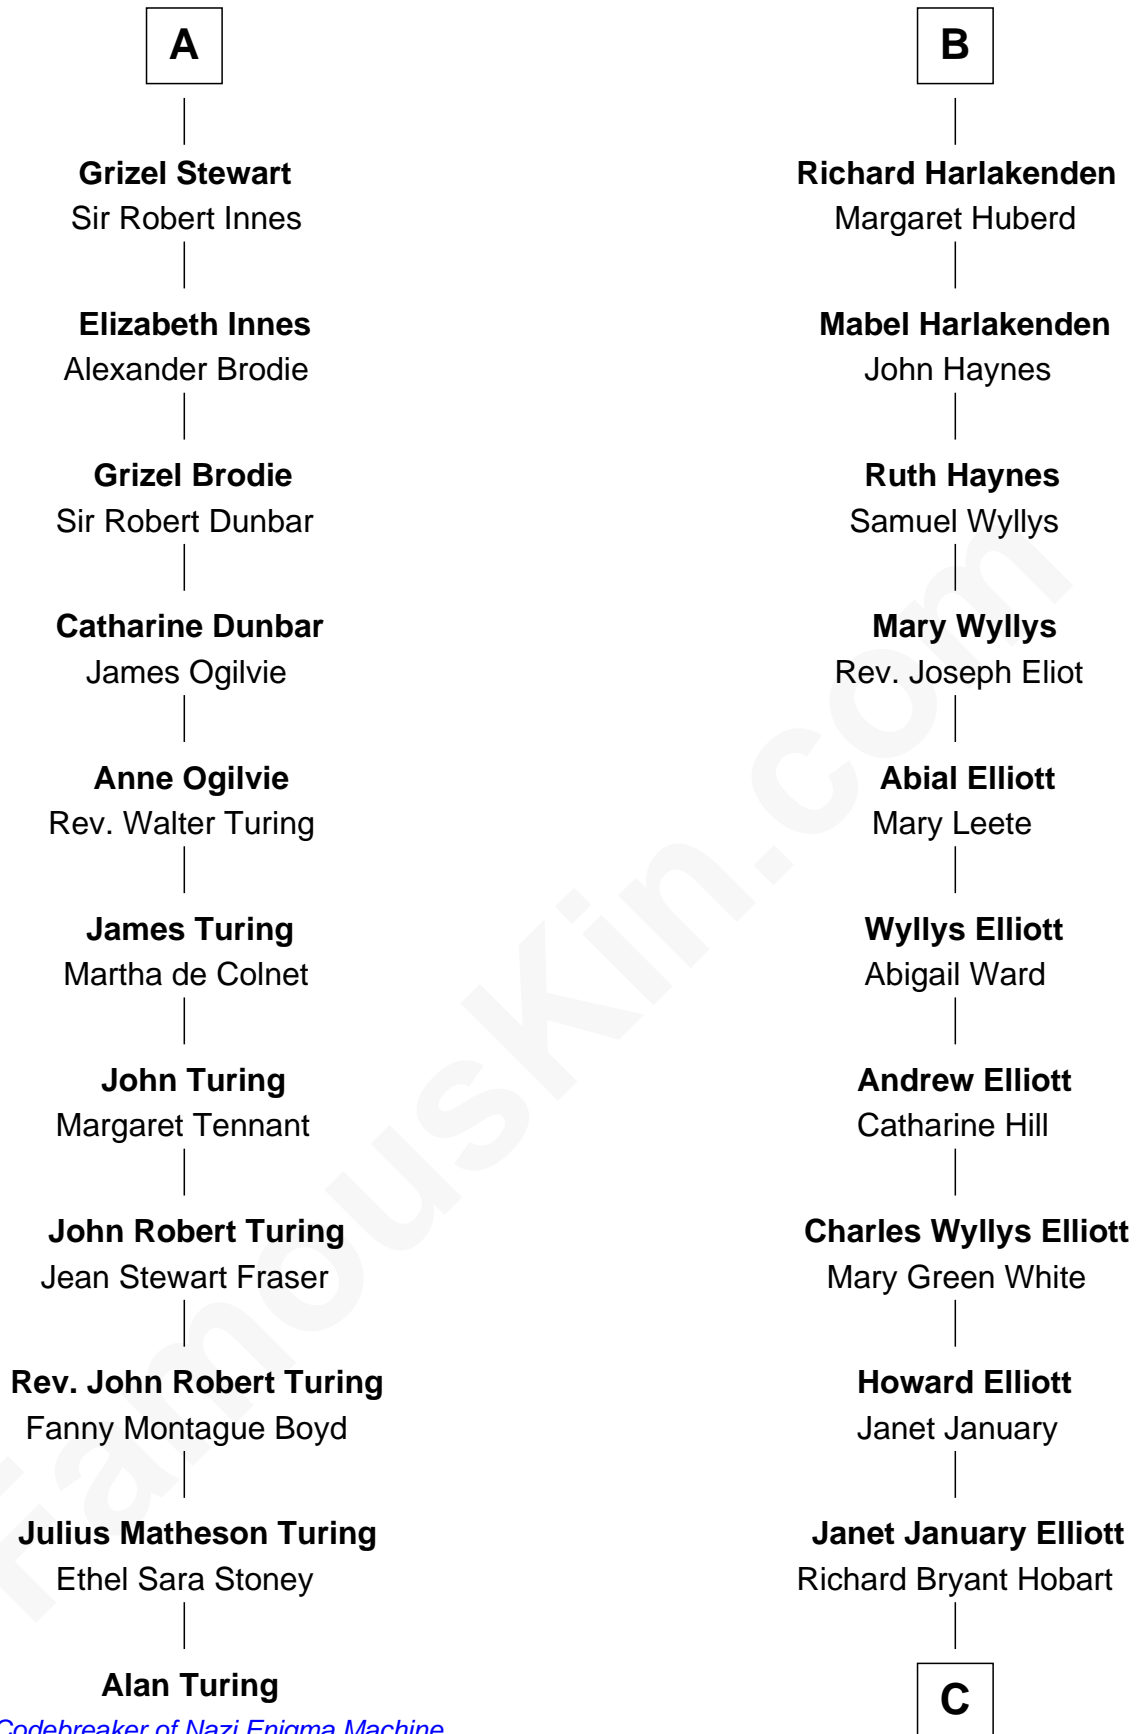 A
Grizel Stewart
Sir Robert Innes
Elizabeth Innes
Alexander Brodie
Grizel Brodie
Sir Robert Dunbar
Catharine Dunbar
James Ogilvie
Anne Ogilvie
Rev. Walter Turing
James Turing
Martha de Colnet
John Turing
Margaret Tennant
John Robert Turing
Jean Stewart Fraser
Rev. John Robert Turing
Fanny Montague Boyd
Julius Matheson Turing
Ethel Sara Stoney
Alan Turing
Codebreaker of Nazi Enigma Machine
B
Richard Harlakenden
Margaret Huberd
Mabel Harlakenden
John Haynes
Ruth Haynes
Samuel Wyllys
Mary Wyllys
Rev. Joseph Eliot
Abial Elliott
Mary Leete
Wyllys Elliott
Abigail Ward
Andrew Elliott
Catharine Hill
Charles Wyllys Elliott
Mary Green White
Howard Elliott
Janet January
Janet January Elliott
Richard Bryant Hobart
C
FamousKin.com